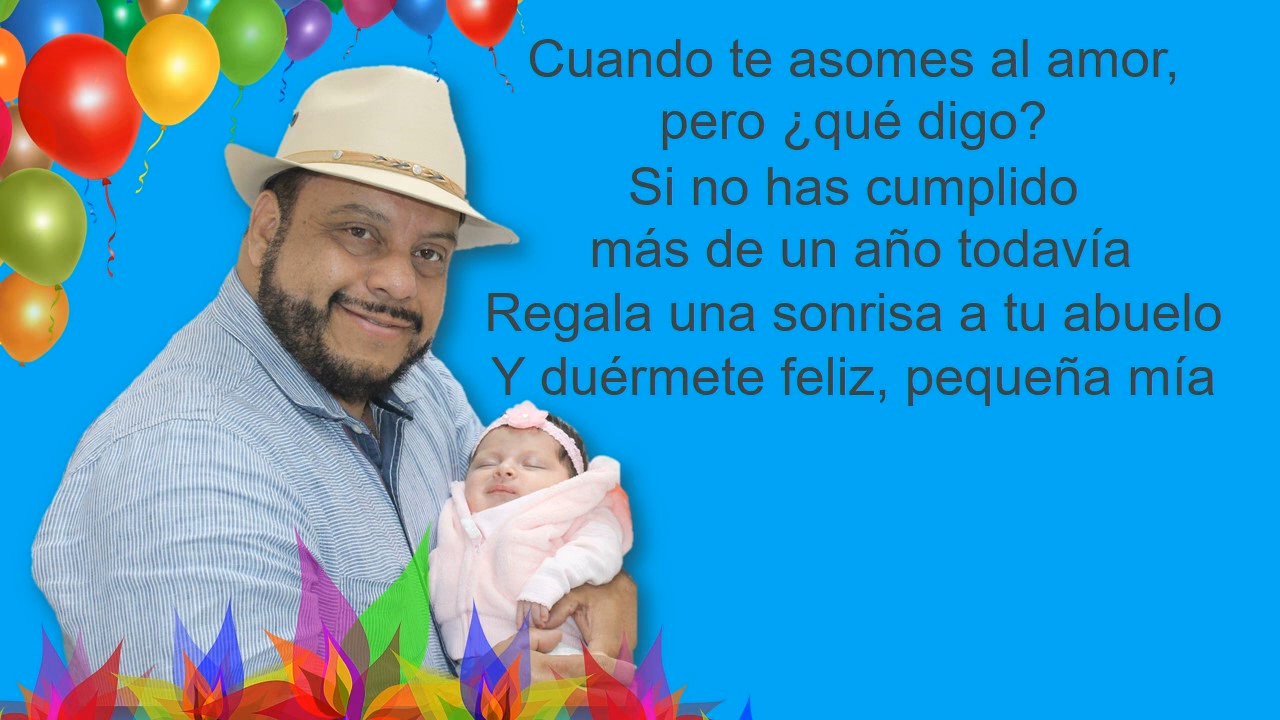 Cuando te asomes al amor,
pero ¿qué digo?
Si no has cumplido
más de un año todavía
Regala una sonrisa a tu abuelo
Y duérmete feliz, pequeña mía